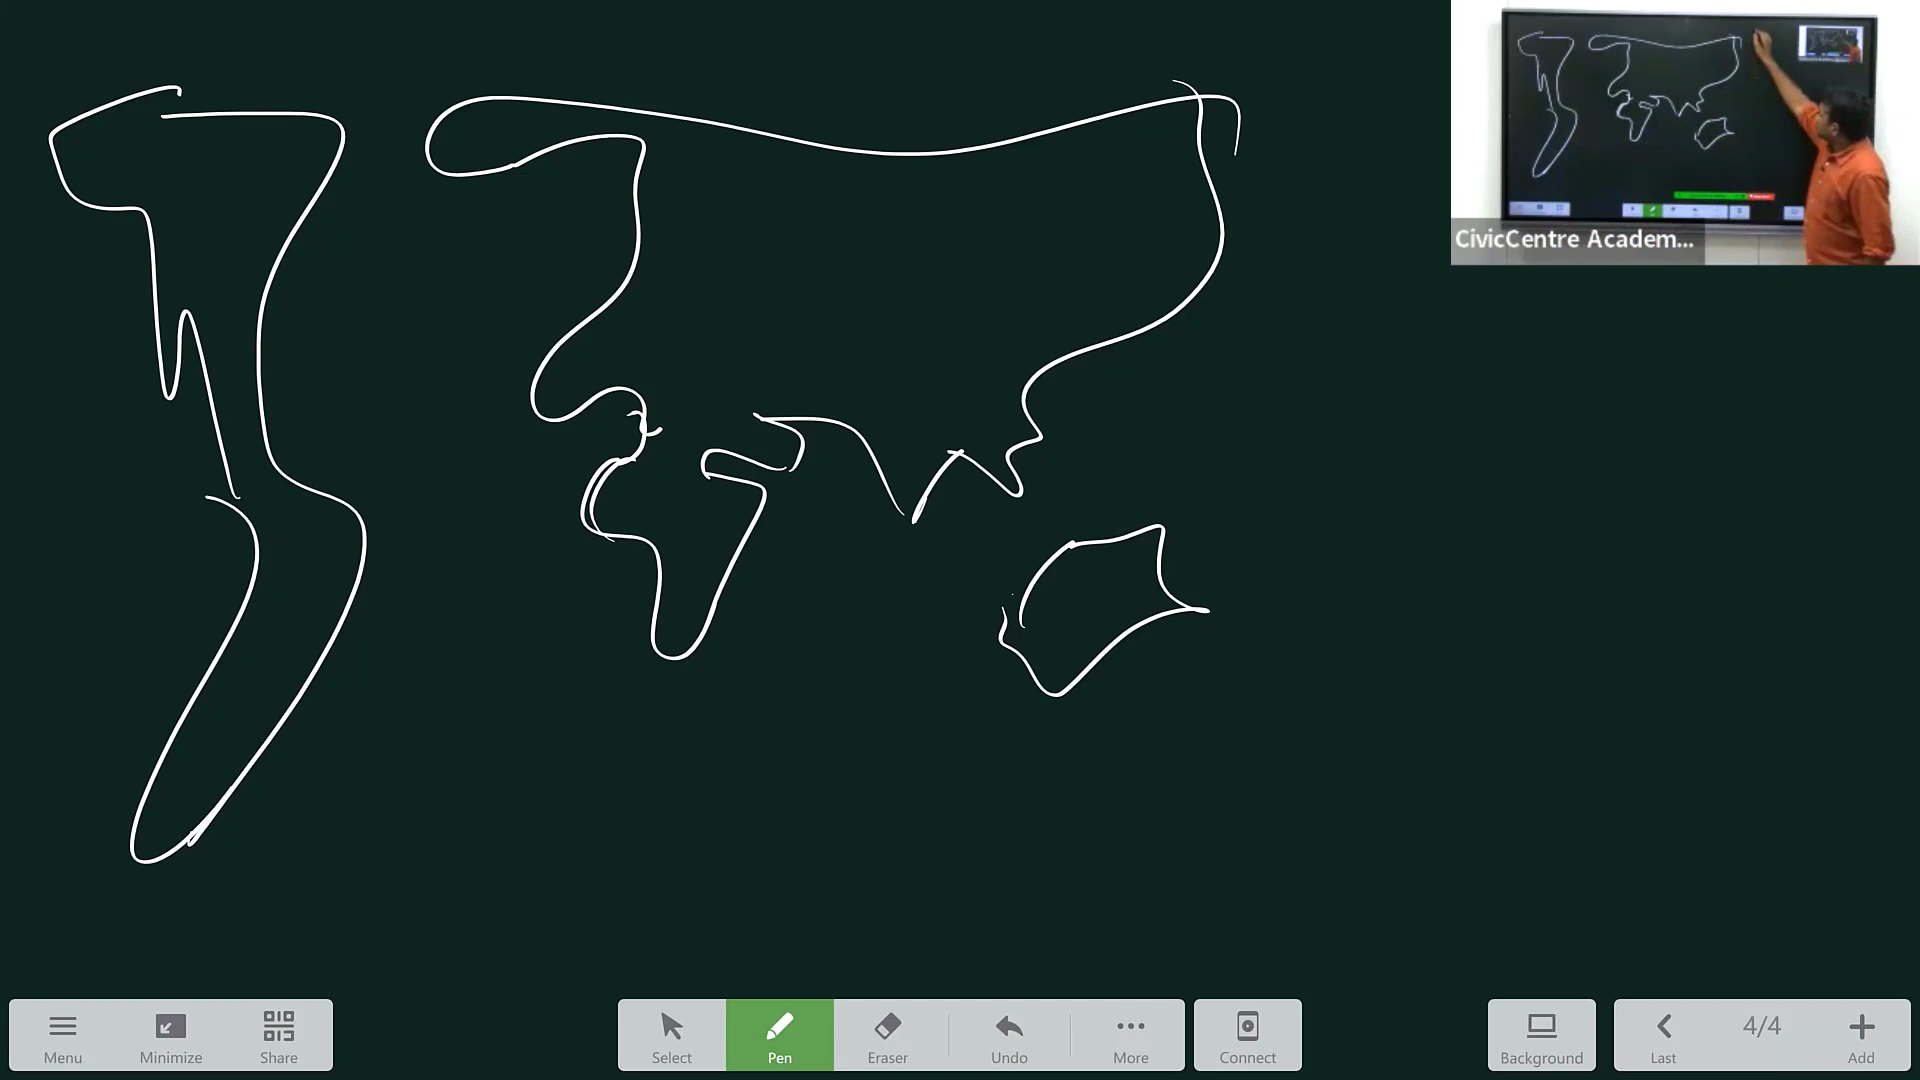 CivicCentre Academ...
Menu
Minimize
Share
Select
Pen
Eraser
Undo
More
Connect
Background
Last
4/4
Add